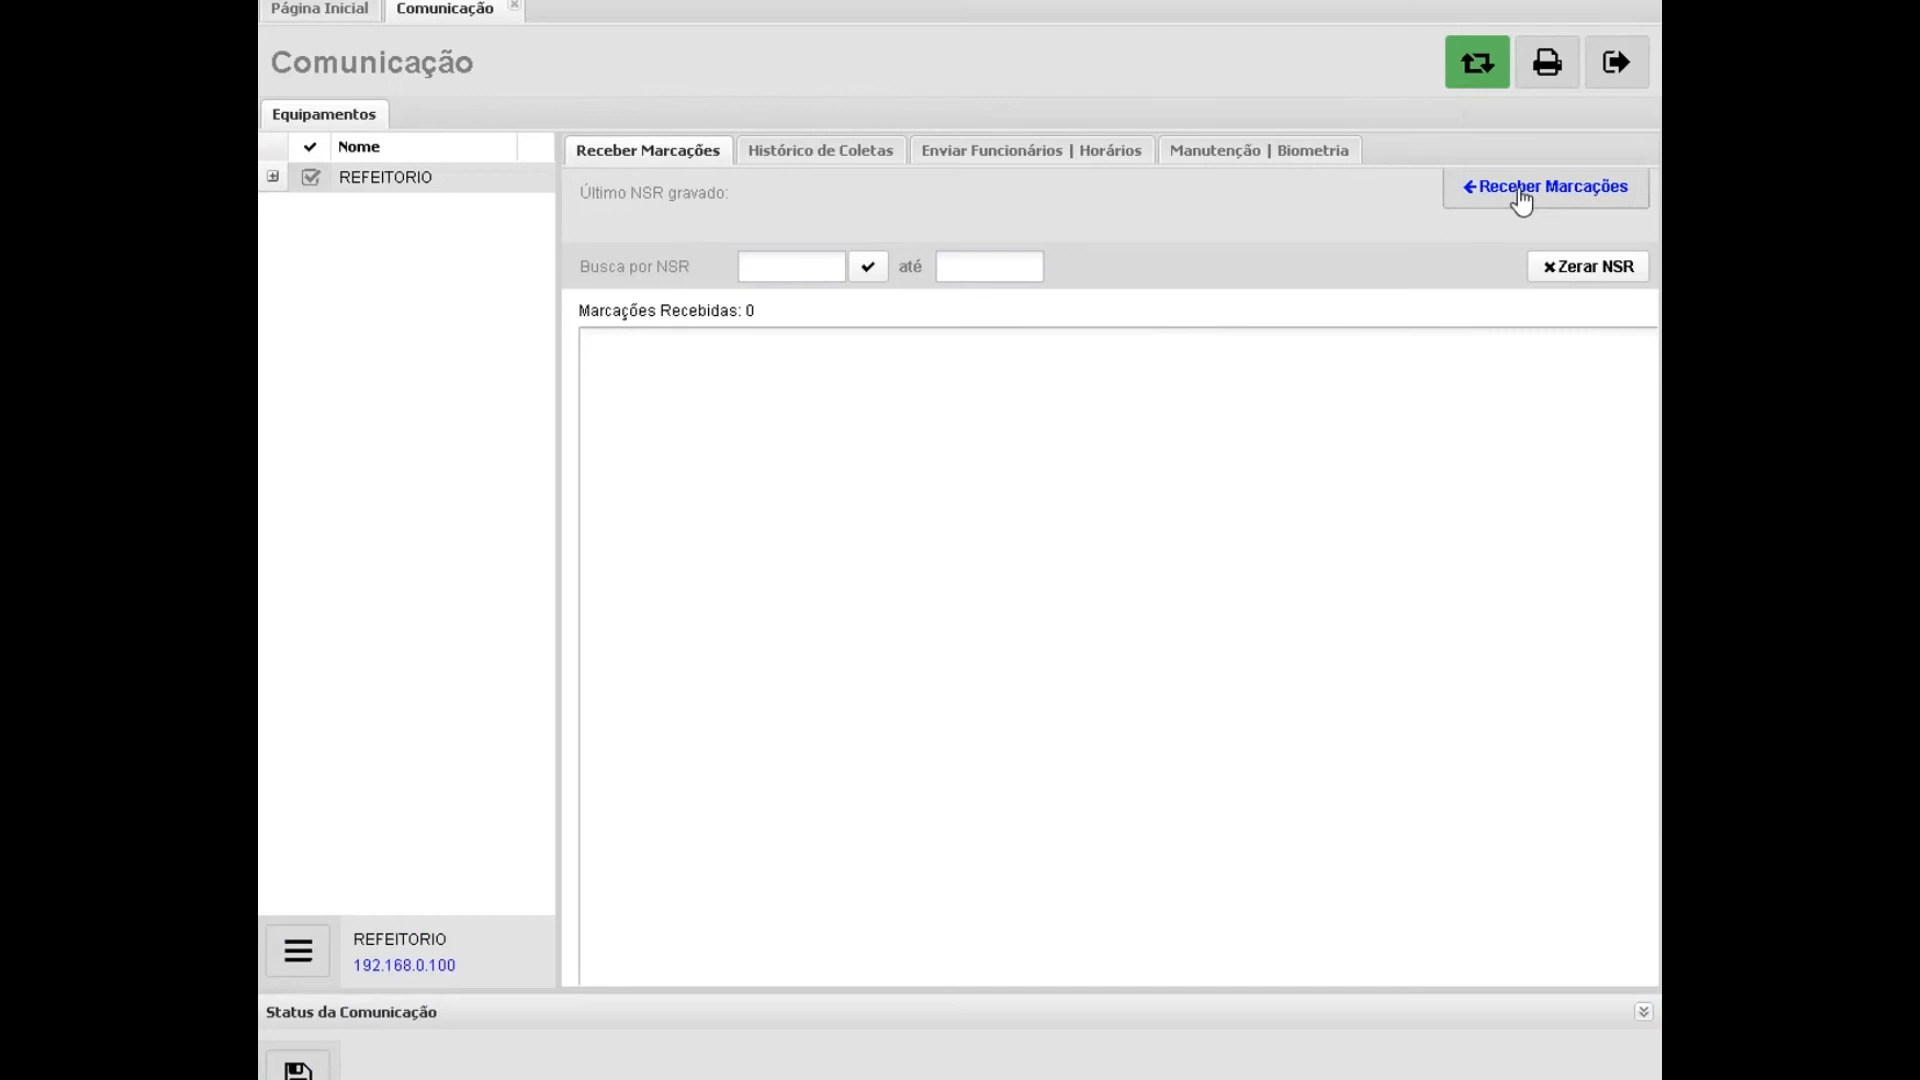 Página Inicial
Comunicação
Comunicação
Equipamentos
Nome
REFEITORIO
Receber Marcações
Histórico de Coletas
Enviar Funcionários | Horários
Manutenção | Biometria
Último NSR gravado:
Receber Marcações
Busca por NSR
até
Zerar NSR
Marcações Recebidas: 0
REFEITORIO
192.168.0.100
Status da Comunicação